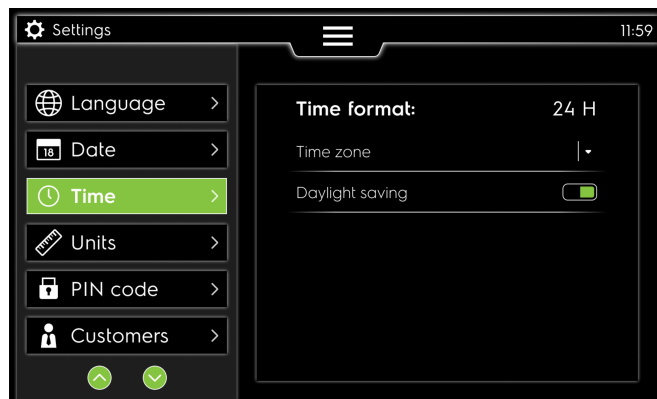 Settings
11:59
Language
18 Date
Time
Units
PIN code
Customers
Time format: 24 H
Time zone
Daylight saving